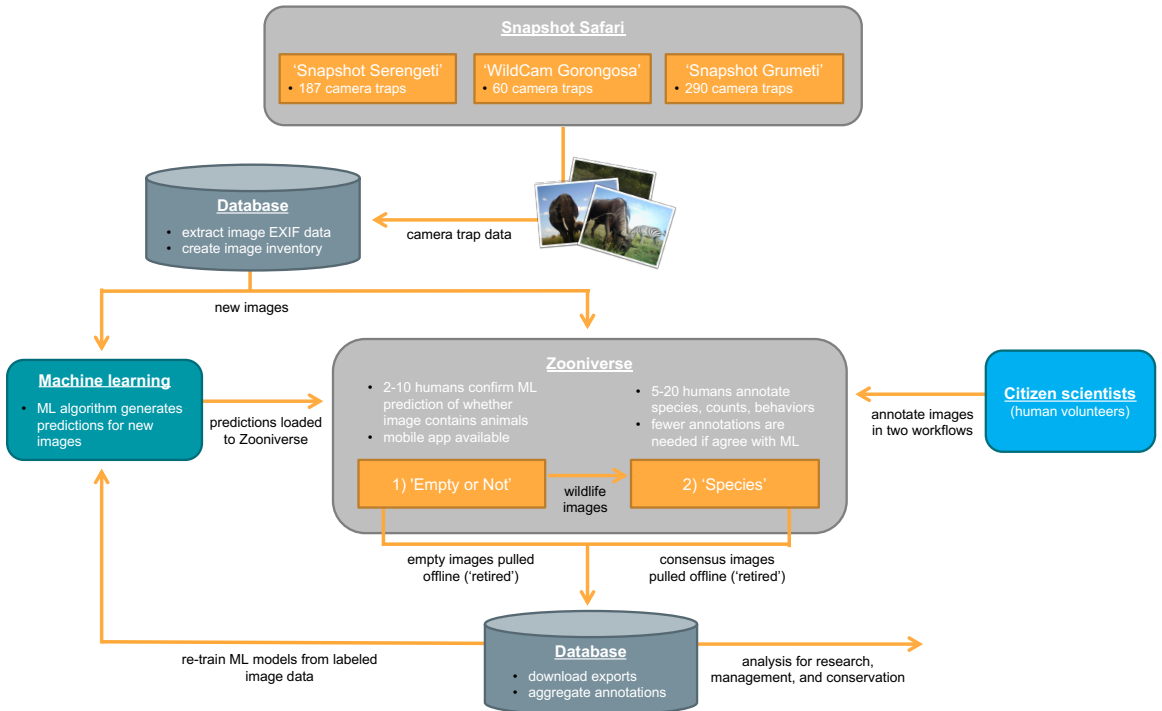 Snapshot Safari
‘Snapshot Serengeti’
• 187 camera traps
‘WildCam Gorongosa’
• 60 camera traps
‘Snapshot Grumeti’
• 290 camera traps
Database
• extract image EXIF data
• create image inventory
camera trap data
new images
Machine learning
• ML algorithm generates
predictions for new
images
predictions loaded
to Zooniverse
Zooniverse
• 2-10 humans confirm ML
prediction of whether
image contains animals
• mobile app available
• 5-20 humans annotate
species, counts, behaviors
• fewer annotations are
needed if agree with ML
1) ’Empty or Not’
wildlife
images
2) ‘Species’
annotate images
in two workflows
Citizen scientists
(human volunteers)
empty images pulled
offline (‘retired’)
consensus images
pulled offline (‘retired’)
Database
• download exports
• aggregate annotations
re-train ML models from labeled
image data
analysis for research,
management, and conservation